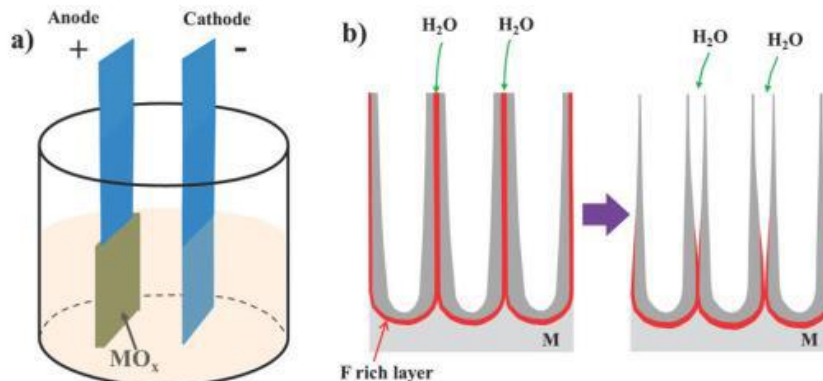 a)
Anode
Cathode
+
-
MOx
b)
H2O
H2O
H2O
H2O
M
M
F rich layer